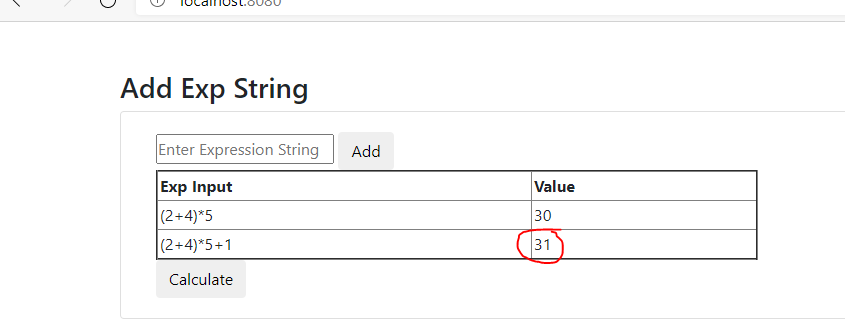 localhost:8080
Add Exp String
Enter Expression String Add
Exp Input Value
(2+4)*5 30
(2+4)*5+1 31
Calculate